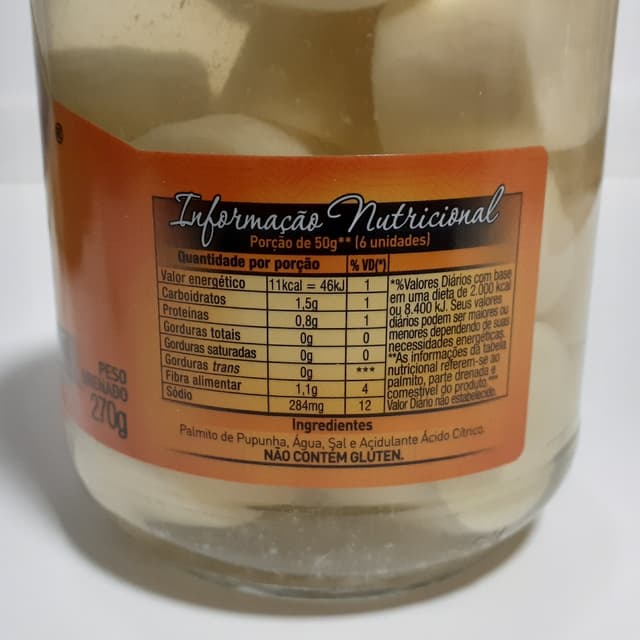 ®
Informação Nutricional
Porção de 50g** (6 unidades)
Quantidade por porção % VD(*)
Valor energético 11kcal = 46kJ 1
Carboidratos 1,5g 1
Proteínas 0,8g 1
Gorduras totais 0g 0
Gorduras saturadas 0g 0
Gorduras trans 0g ***
Fibra alimentar 1,1g 4
Sódio 284mg 12
*%Valores Diários com base
em uma dieta de 2.000 kcal
ou 8.400 kJ. Seus valores
diários podem ser maiores ou
menores dependendo de suas
necessidades energéticas.
**As informações da tabela
nutricional referem-se ao
palmito, parte drenada e
comestível do produto.***
Valor Diário não estabelecido.
PESO
DRENADO
270g
Ingredientes
Palmito de Pupunha, Água, Sal e Acidulante Ácido Cítrico.
NÃO CONTÉM GLÚTEN.